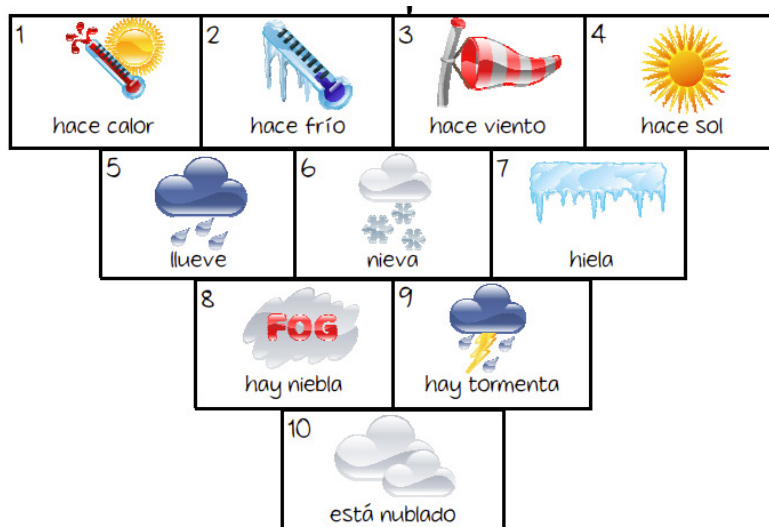 1
hace calor
2
hace frío
3
hace viento
4
hace sol
5
llueve
6
nieva
7
hiela
8
FOG
hay niebla
9
hay tormenta
10
está nublado